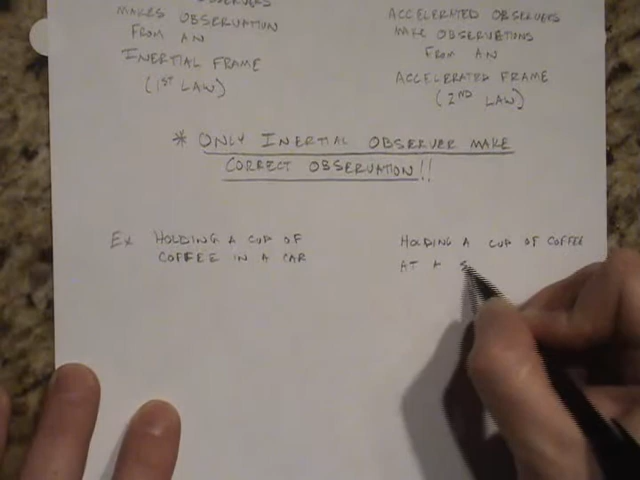 OBSERVERS
MAKES OBSERVATION
FROM AN
INERTIAL FRAME
(1ST LAW)
ACCELERATED OBSERVERS
MAKE OBSERVATIONS
FROM AN
ACCELERATED FRAME
(2ND LAW)
* ONLY INERTIAL OBSERVER MAKE
CORRECT OBSERVATION!!
EX HOLDING A CUP OF
COFFEE IN A CAR
HOLDING A CUP OF COFFEE
AT A S